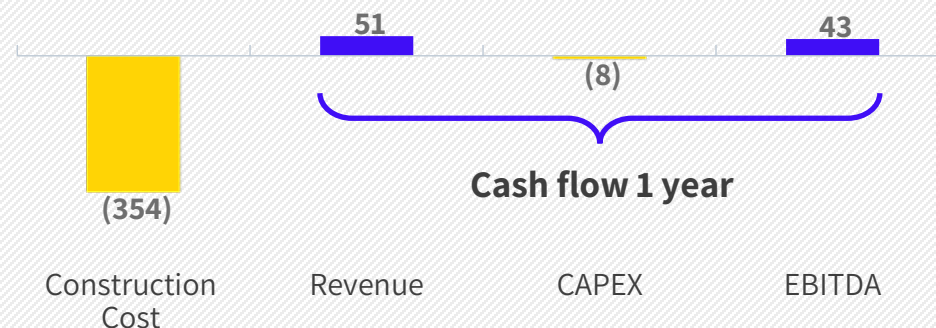 51
43
(8)
(354)
Cash flow 1 year
Construction
Cost
Revenue
CAPEX
EBITDA